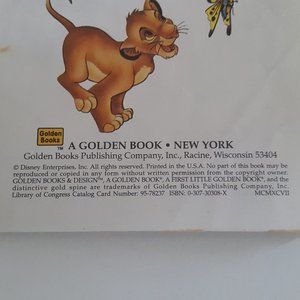 Golden
Books
A GOLDEN BOOK • NEW YORK
Golden Books Publishing Company, Inc., Racine, Wisconsin 53404
© Disney Enterprises, Inc. All rights reserved. Printed in the U.S.A. No part of this book may be
reproduced or copied in any form without written permission from the copyright owner.
GOLDEN BOOKS & DESIGN™, A GOLDEN BOOK®, A FIRST LITTLE GOLDEN BOOK®, and the
distinctive gold spine are trademarks of Golden Books Publishing Company, Inc.
Library of Congress Catalog Card Number: 95-78237 ISBN: 0-307-30308-X MCMXCVII